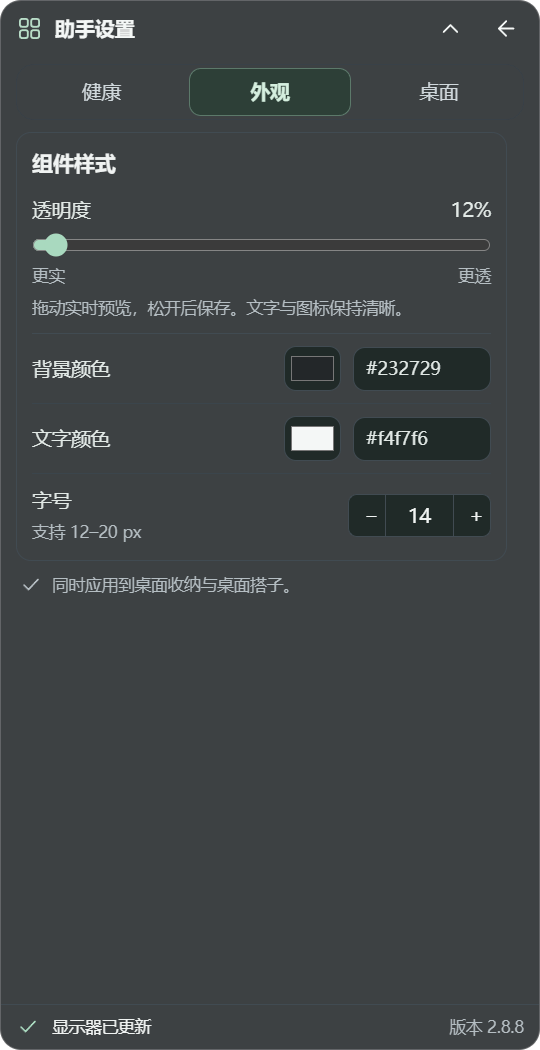 助手设置
健康 外观 桌面
组件样式
透明度 12%
更实 更透
拖动实时预览，松开后保存。文字与图标保持清晰。
背景颜色 #232729
文字颜色 #f4f7f6
字号
支持 12–20 px
− 14 +
同时应用到桌面收纳与桌面搭子。
显示器已更新 版本 2.8.8